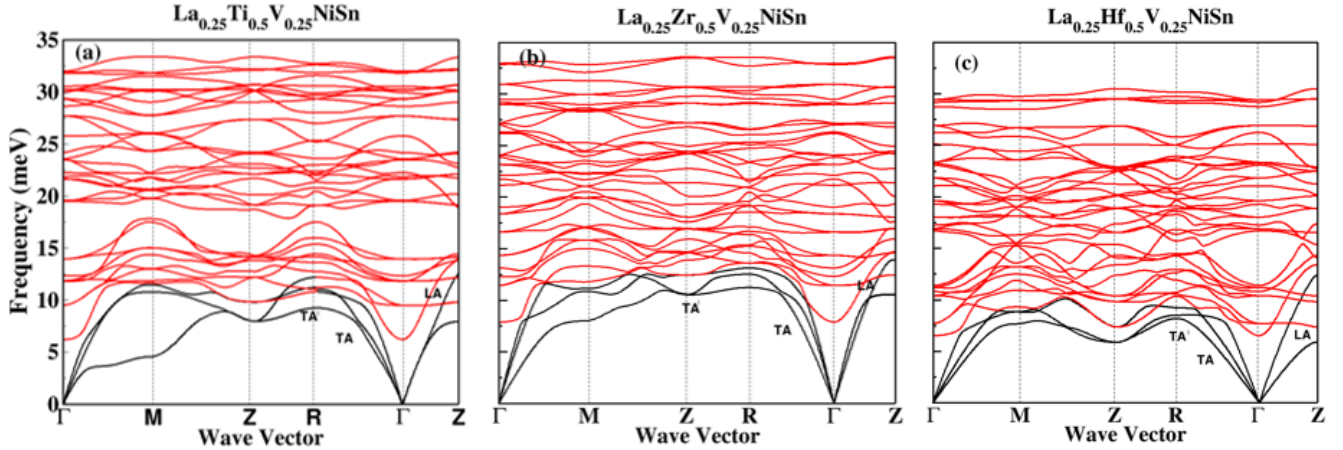 La0.25Ti0.5V0.25NiSn
La0.25Zr0.5V0.25NiSn
La0.25Hf0.5V0.25NiSn
(a)
(b)
(c)
Frequency (meV)
35
30
25
20
15
10
5
0
LA
TA
TA
Γ M Z R Γ Z
Wave Vector
LA
TA
TA
Γ M Z R Γ Z
Wave Vector
LA
TA'
TA
Γ M Z R Γ Z
Wave Vector